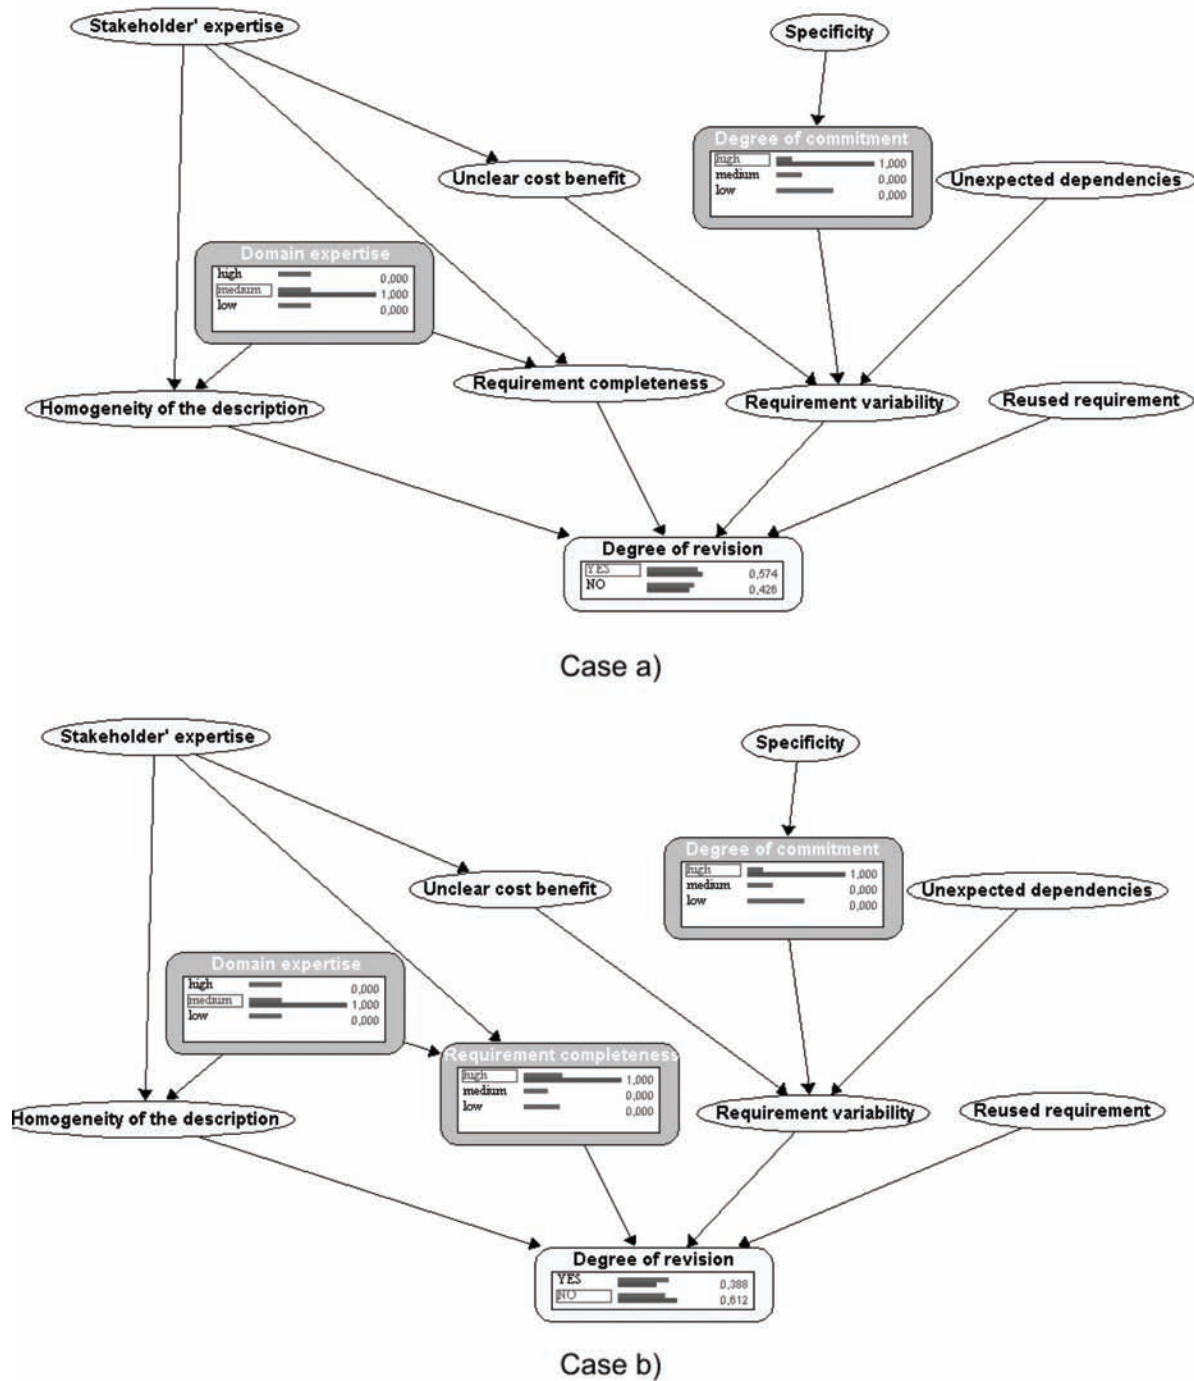 Stakeholder' expertise
Specificity
Degree of commitment
high 1,000
medium 0,000
low 0,000
Unclear cost benefit
Unexpected dependencies
Domain expertise
high 0,000
medium 1,000
low 0,000
Requirement completeness
Homogeneity of the description
Requirement variability
Reused requirement
Degree of revision
YES 0,574
NO 0,426
Case a)
Stakeholder' expertise
Specificity
Degree of commitment
high 1,000
medium 0,000
low 0,000
Unclear cost benefit
Unexpected dependencies
Domain expertise
high 0,000
medium 1,000
low 0,000
Requirement completeness
high 1,000
medium 0,000
low 0,000
Homogeneity of the description
Requirement variability
Reused requirement
Degree of revision
YES 0,388
NO 0,612
Case b)